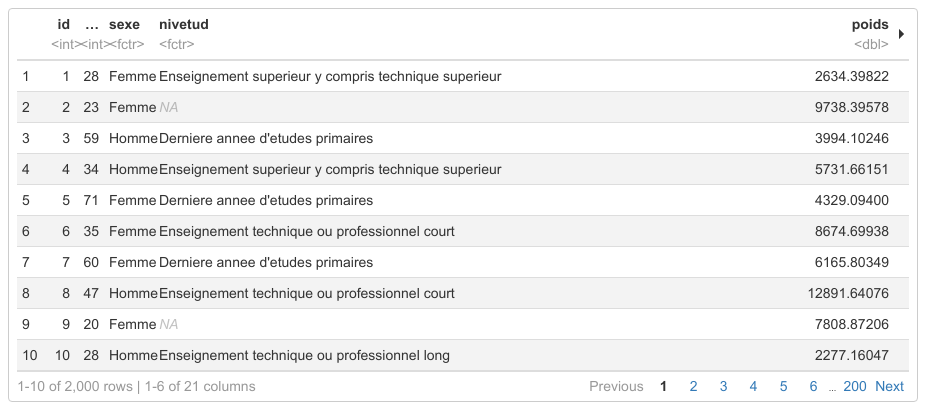 id … sexe nivetud poids
<int> <int> <fctr> <fctr> <dbl>
1 1 28 Femme Enseignement superieur y compris technique superieur 2634.39822
2 2 23 Femme NA 9738.39578
3 3 59 Homme Derniere annee d'etudes primaires 3994.10246
4 4 34 Homme Enseignement superieur y compris technique superieur 5731.66151
5 5 71 Femme Derniere annee d'etudes primaires 4329.09400
6 6 35 Femme Enseignement technique ou professionnel court 8674.69938
7 7 60 Femme Derniere annee d'etudes primaires 6165.80349
8 8 47 Homme Enseignement technique ou professionnel court 12891.64076
9 9 20 Femme NA 7808.87206
10 10 28 Homme Enseignement technique ou professionnel long 2277.16047
1-10 of 2,000 rows | 1-6 of 21 columns Previous 1 2 3 4 5 6 … 200 Next